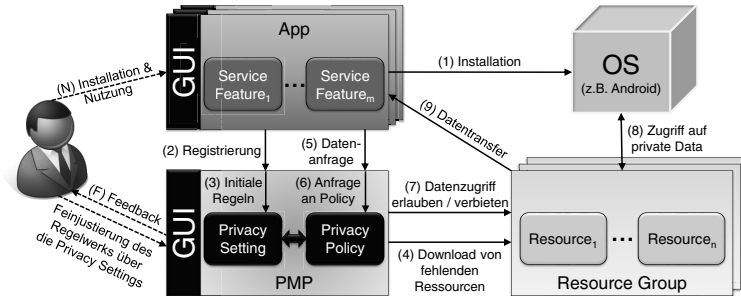 App
GUI
Service
Feature1
...
Service
Featurem
(1) Installation
OS
(z.B. Android)
(N) Installation &
Nutzung
(9) Datentransfer
(8) Zugriff auf
private Data
(2) Registrierung
(5) Daten-
anfrage
(F) Feedback
Feinjustierung des
Regelwerks über
die Privacy Settings
GUI
(3) Initiale
Regeln
(6) Anfrage
an Policy
Privacy
Setting
Privacy
Policy
PMP
(7) Datenzugriff
erlauben / verbieten
(4) Download von
fehlenden
Ressourcen
Resource1
...
Resourcen
Resource Group